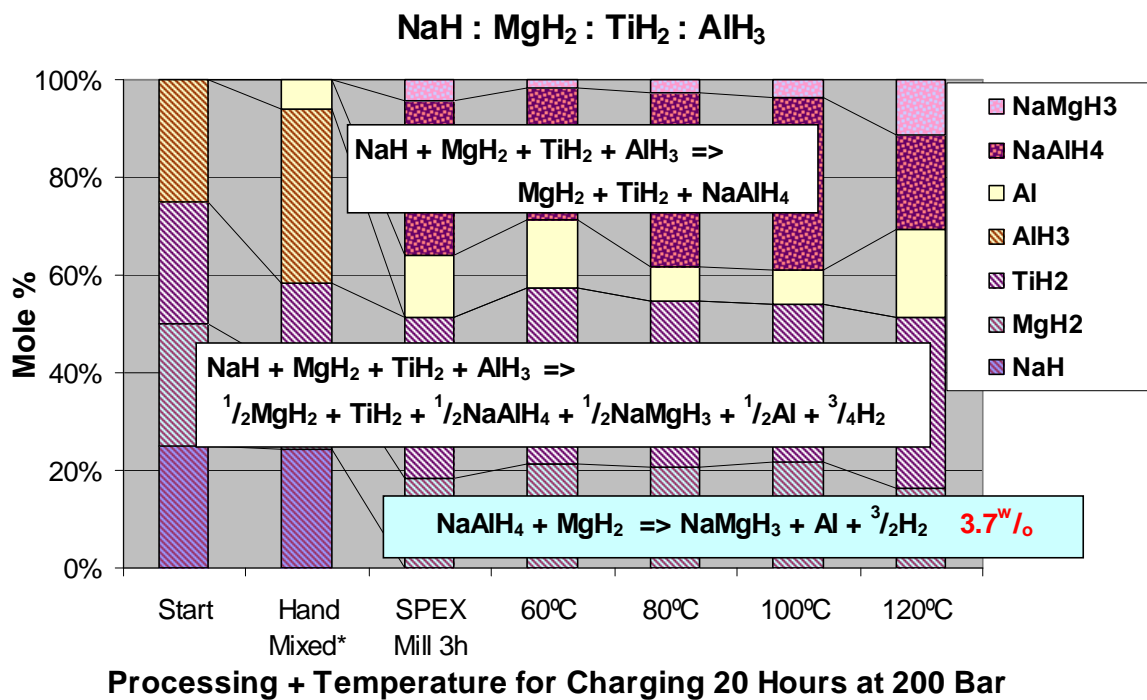 NaH : MgH₂ : TiH₂ : AlH₃
100%
80%
60%
40%
20%
0%
Mole %
NaH + MgH₂ + TiH₂ + AlH₃ =>
MgH₂ + TiH₂ + NaAlH₄
NaH + MgH₂ + TiH₂ + AlH₃ =>
¹/₂MgH₂ + TiH₂ + ¹/₂NaAlH₄ + ¹/₂NaMgH₃ + ¹/₂Al + ³/₄H₂
NaAlH₄ + MgH₂ => NaMgH₃ + Al + ³/₂H₂ 3.7ʷ/ₒ
NaMgH3
NaAlH4
Al
AlH3
TiH2
MgH2
NaH
Start
Hand
Mixed*
SPEX
Mill 3h
60ºC
80ºC
100ºC
120ºC
Processing + Temperature for Charging 20 Hours at 200 Bar